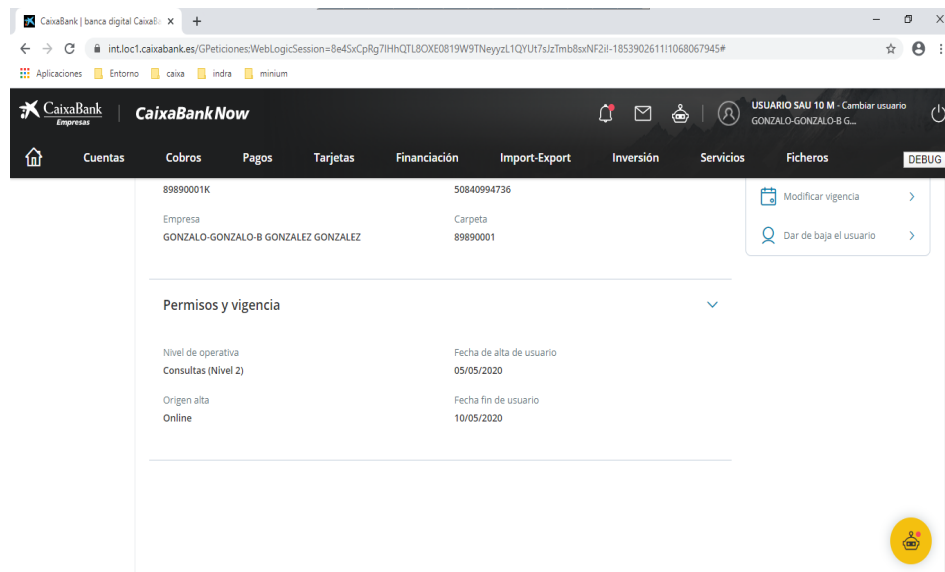 CaixaBank | banca digital CaixaBa
int.loc1.caixabank.es/GPeticiones:WebLogicSession=8e4SxCpRg7IHhQTL8OXE0819W9TNeyyzL1QYUt7sJzTmb8sxNF2i!-1853902611!1068067945#
Aplicaciones Entorno caixa indra minium
CaixaBank
Empresas
CaixaBankNow
USUARIO SAU 10 M - Cambiar usuario
GONZALO-GONZALO-B G...
Cuentas Cobros Pagos Tarjetas Financiación Import-Export Inversión Servicios Ficheros
DEBUG
89890001K 50840994736
Empresa Carpeta
GONZALO-GONZALO-B GONZALEZ GONZALEZ 89890001
Modificar vigencia
Dar de baja el usuario
Permisos y vigencia
Nivel de operativa Fecha de alta de usuario
Consultas (Nivel 2) 05/05/2020
Origen alta Fecha fin de usuario
Online 10/05/2020